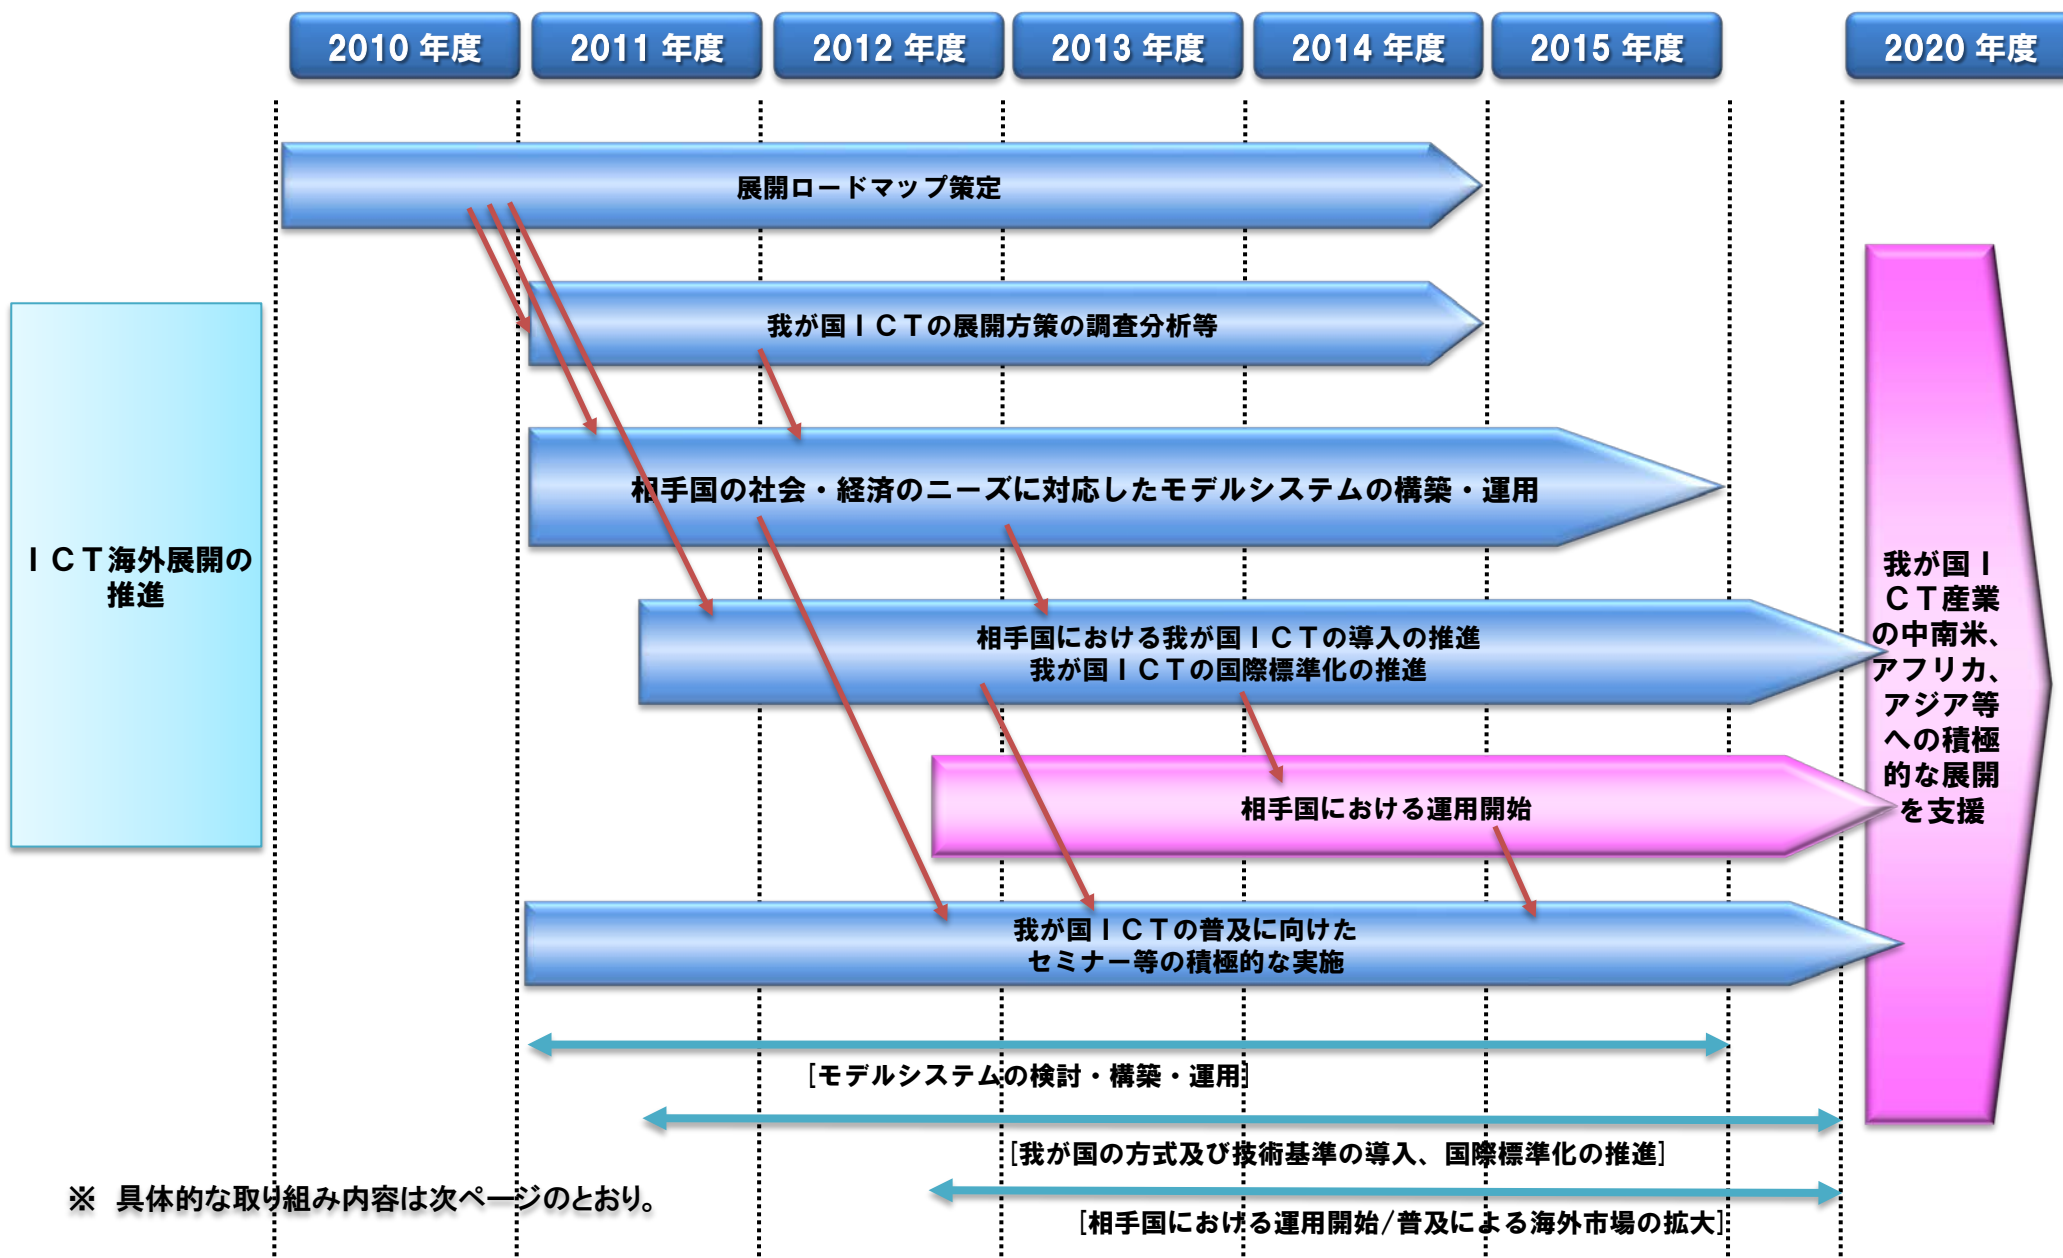 2010 年度
2011 年度
2012 年度
2013 年度
2014 年度
2015 年度
2020 年度
展開ロードマップ策定
我が国ＩＣＴの展開方策の調査分析等
相手国の社会・経済のニーズに対応したモデルシステムの構築・運用
ＩＣＴ海外展開の
推進
相手国における我が国ＩＣＴの導入の推進
我が国ＩＣＴの国際標準化の推進
相手国における運用開始
我が国ＩＣＴの普及に向けた
セミナー等の積極的な実施
我が国Ｉ
ＣＴ産業
の中南米、
アフリカ、
アジア等
への積極
的な展開
を支援
[モデルシステムの検討・構築・運用]
[我が国の方式及び技術基準の導入、国際標準化の推進]
[相手国における運用開始/普及による海外市場の拡大]
※　具体的な取り組み内容は次ページのとおり。